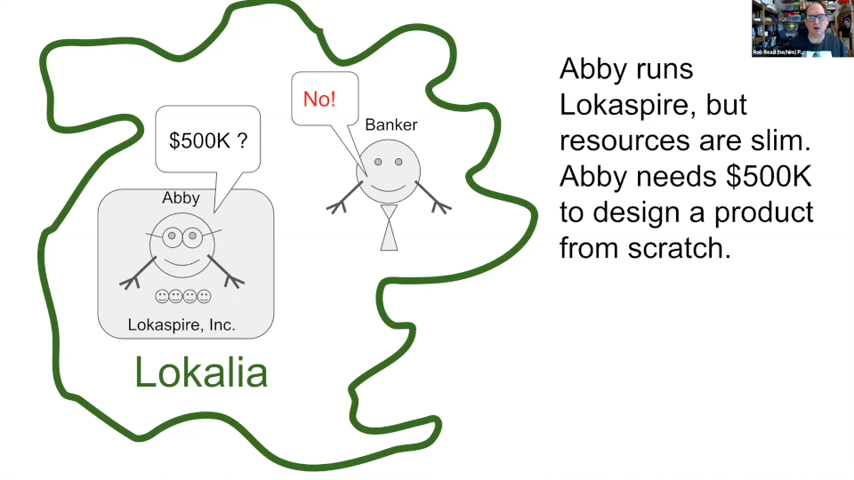 No!
Banker
$500K ?
Abby
Lokaspire, Inc.
Lokalia
Abby runs
Lokaspire, but
resources are slim.
Abby needs $500K
to design a product
from scratch.